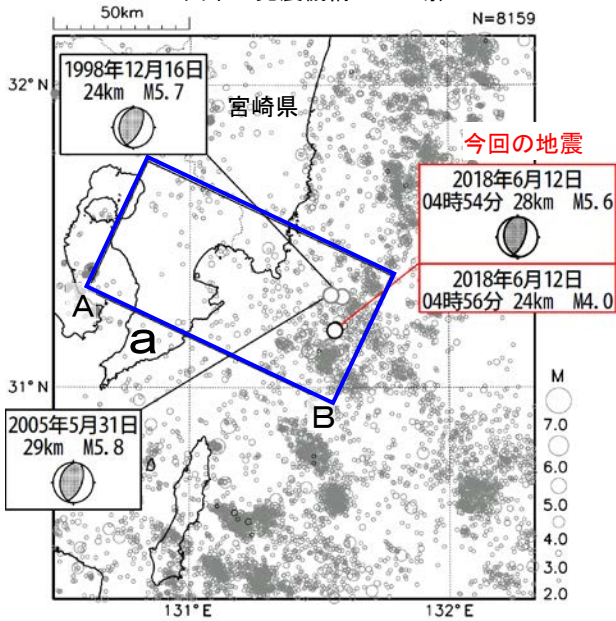 50km
N=8159
32°N
1998年12月16日
24km M5.7
宮崎県
今回の地震
2018年6月12日
04時54分 28km M5.6
2018年6月12日
04時56分 24km M4.0
A
a
31°N
B
2005年5月31日
29km M5.8
M
7.0
6.0
5.0
4.0
3.0
2.0
131°E
132°E